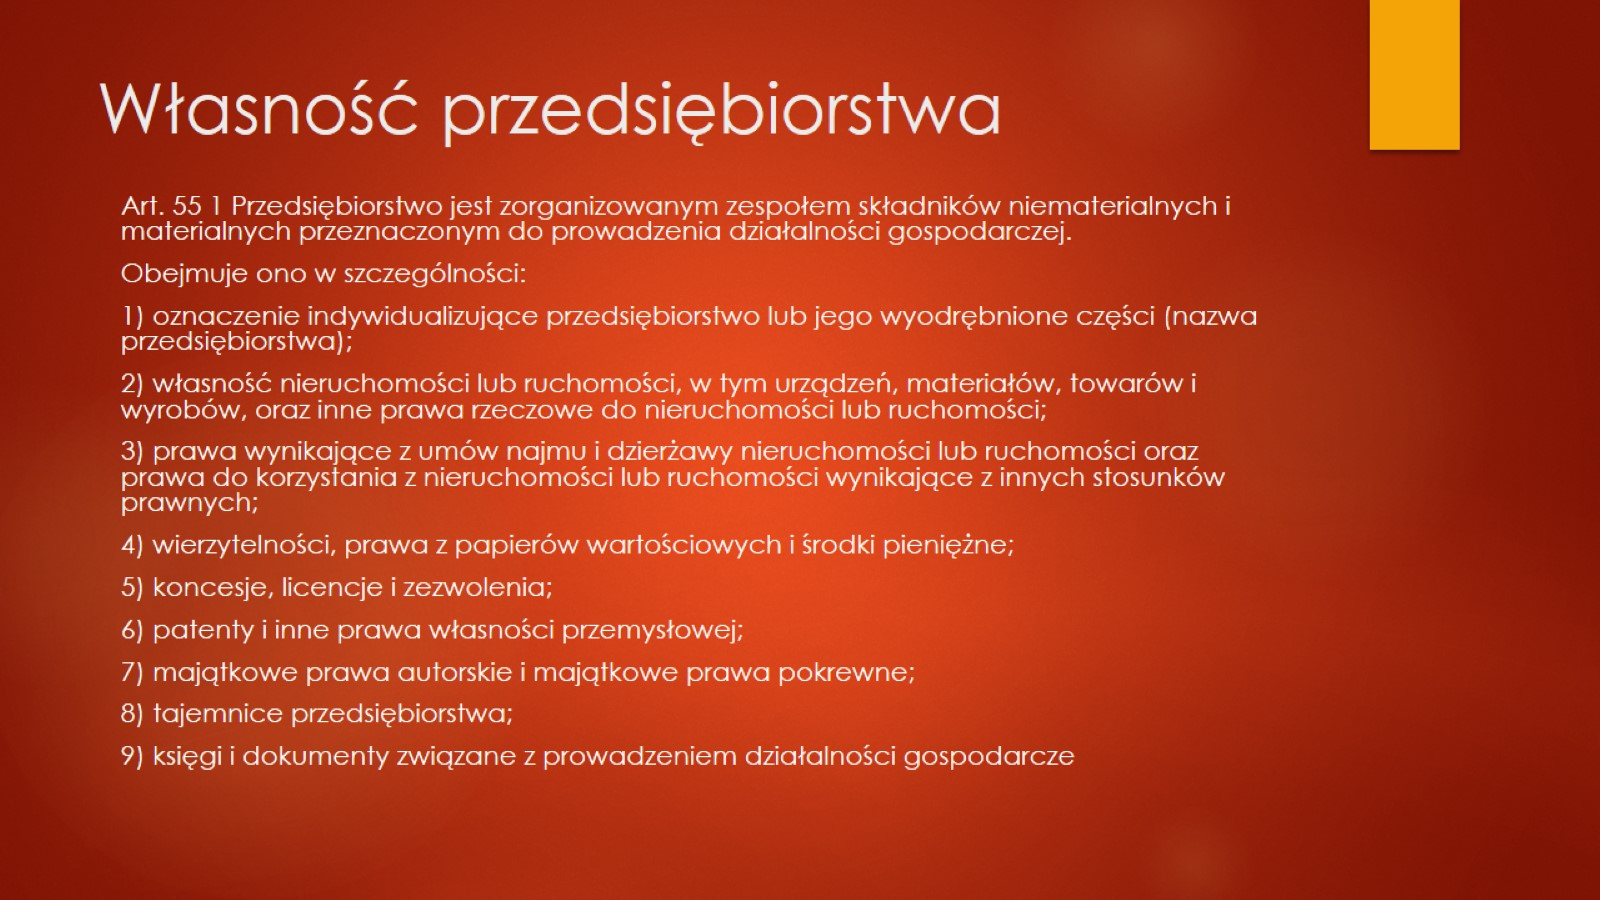 Własność przedsiębiorstwa
Art. 55 1 Przedsiębiorstwo jest zorganizowanym zespołem składników niematerialnych i
materialnych przeznaczonym do prowadzenia działalności gospodarczej.
Obejmuje ono w szczególności:
1) oznaczenie indywidualizujące przedsiębiorstwo lub jego wyodrębnione części (nazwa
przedsiębiorstwa);
2) własność nieruchomości lub ruchomości, w tym urządzeń, materiałów, towarów i
wyrobów, oraz inne prawa rzeczowe do nieruchomości lub ruchomości;
3) prawa wynikające z umów najmu i dzierżawy nieruchomości lub ruchomości oraz
prawa do korzystania z nieruchomości lub ruchomości wynikające z innych stosunków
prawnych;
4) wierzytelności, prawa z papierów wartościowych i środki pieniężne;
5) koncesje, licencje i zezwolenia;
6) patenty i inne prawa własności przemysłowej;
7) majątkowe prawa autorskie i majątkowe prawa pokrewne;
8) tajemnice przedsiębiorstwa;
9) księgi i dokumenty związane z prowadzeniem działalności gospodarcze